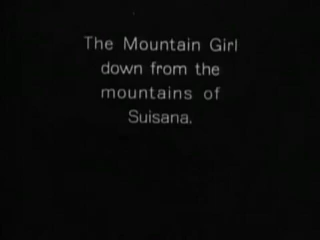 The Mountain Girl
down from the
mountains of
Suisana.